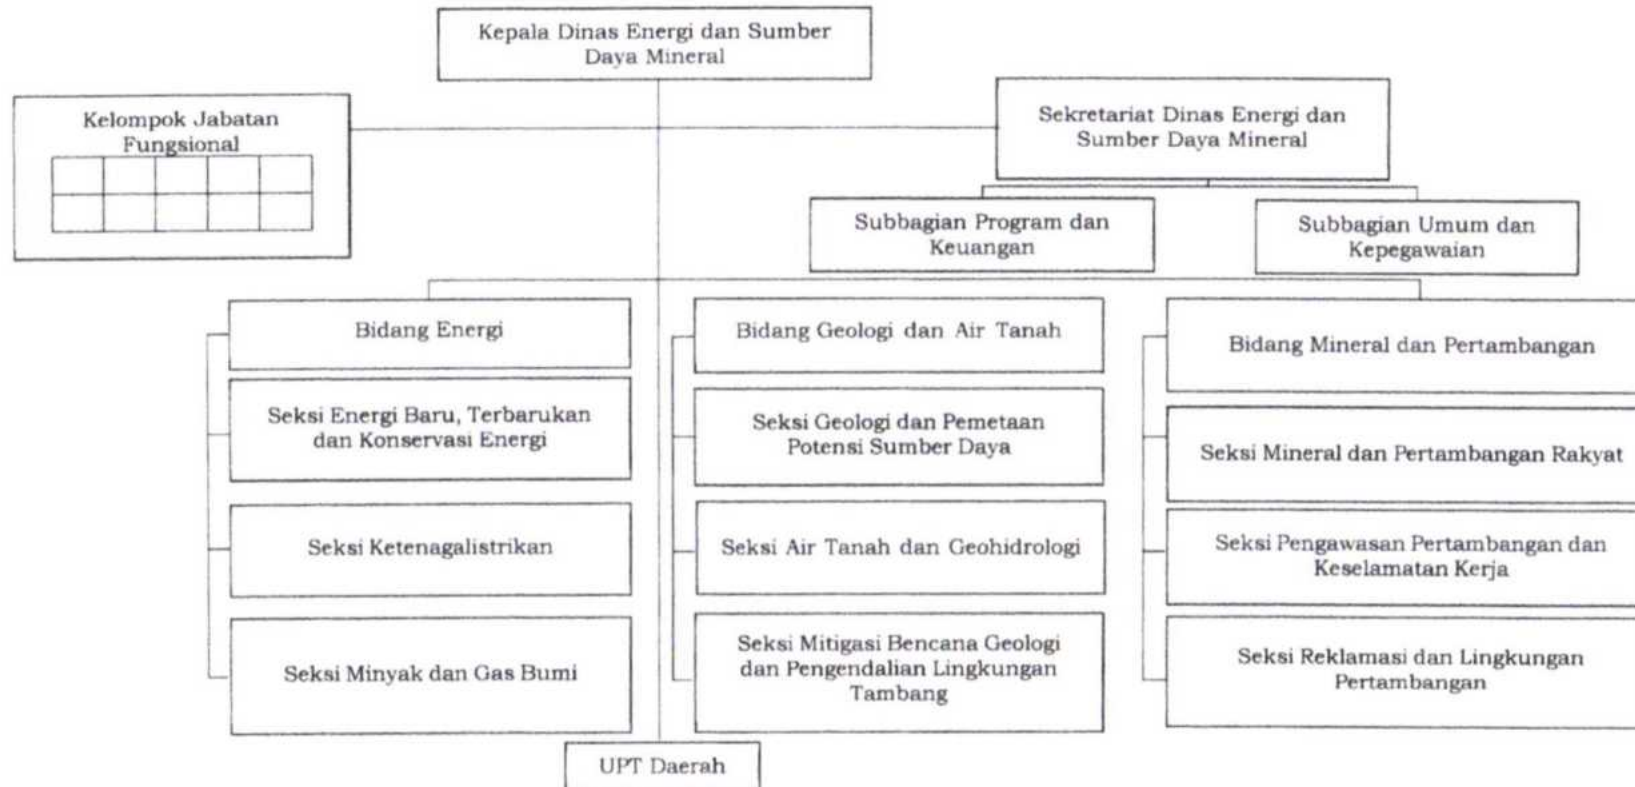 Kepala Dinas Energi dan Sumber
Daya Mineral
Kelompok Jabatan
Fungsional
Sekretariat Dinas Energi dan
Sumber Daya Mineral
Subbagian Program dan
Keuangan
Subbagian Umum dan
Kepegawaian
Bidang Energi
Seksi Energi Baru, Terbarukan
dan Konservasi Energi
Seksi Ketenagalistrikan
Seksi Minyak dan Gas Bumi
Bidang Geologi dan Air Tanah
Seksi Geologi dan Pemetaan
Potensi Sumber Daya
Seksi Air Tanah dan Geohidrologi
Seksi Mitigasi Bencana Geologi
dan Pengendalian Lingkungan
Tambang
Bidang Mineral dan Pertambangan
Seksi Mineral dan Pertambangan Rakyat
Seksi Pengawasan Pertambangan dan
Keselamatan Kerja
Seksi Reklamasi dan Lingkungan
Pertambangan
UPT Daerah